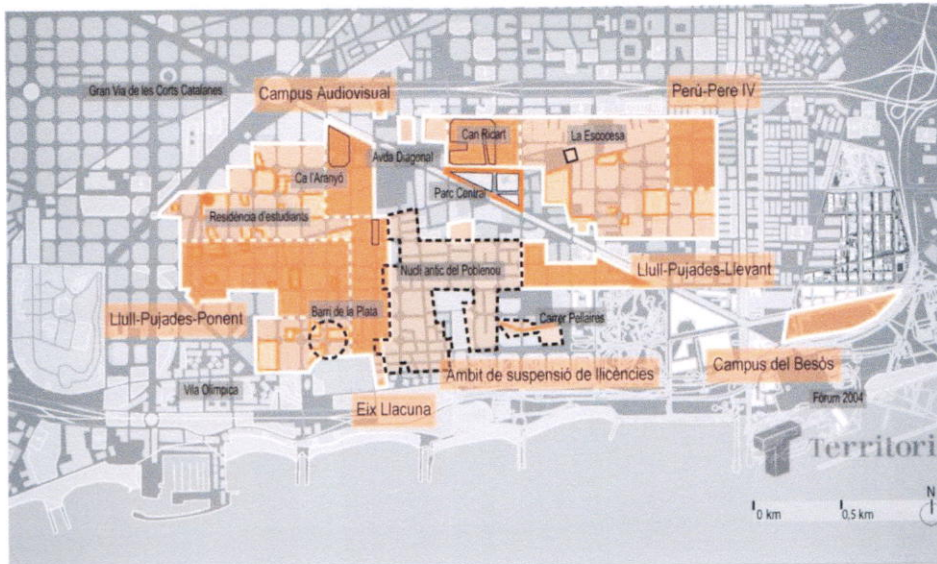 Gran Via de les Corts Catalanes
Campus Audiovisual
Perú-Pere IV
Can Ricart
La Escocesa
Avda Diagonal
Ca l'Aranyó
Parc Central
Residència d'estudiants
Nudi antic del Poblenou
Llull-Pujades-Llevant
Llull-Pujades-Ponent
Barri de la Plata
Carrer Pellaires
Àmbit de suspensió de llicències
Campus del Besòs
Vila Olímpica
Eix Llacuna
Fòrum 2004
Territori
N
0 km
0,5 km